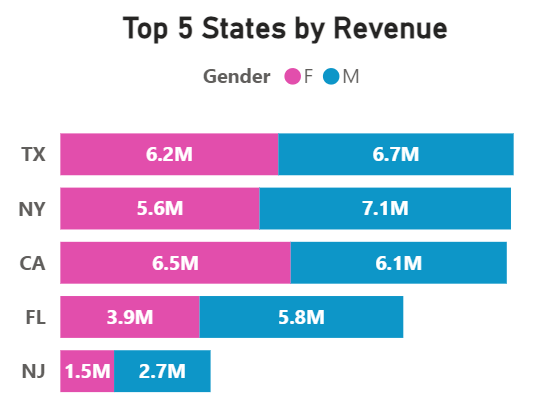 Top 5 States by Revenue
Gender F M
TX 6.2M 6.7M
NY 5.6M 7.1M
CA 6.5M 6.1M
FL 3.9M 5.8M
NJ 1.5M 2.7M